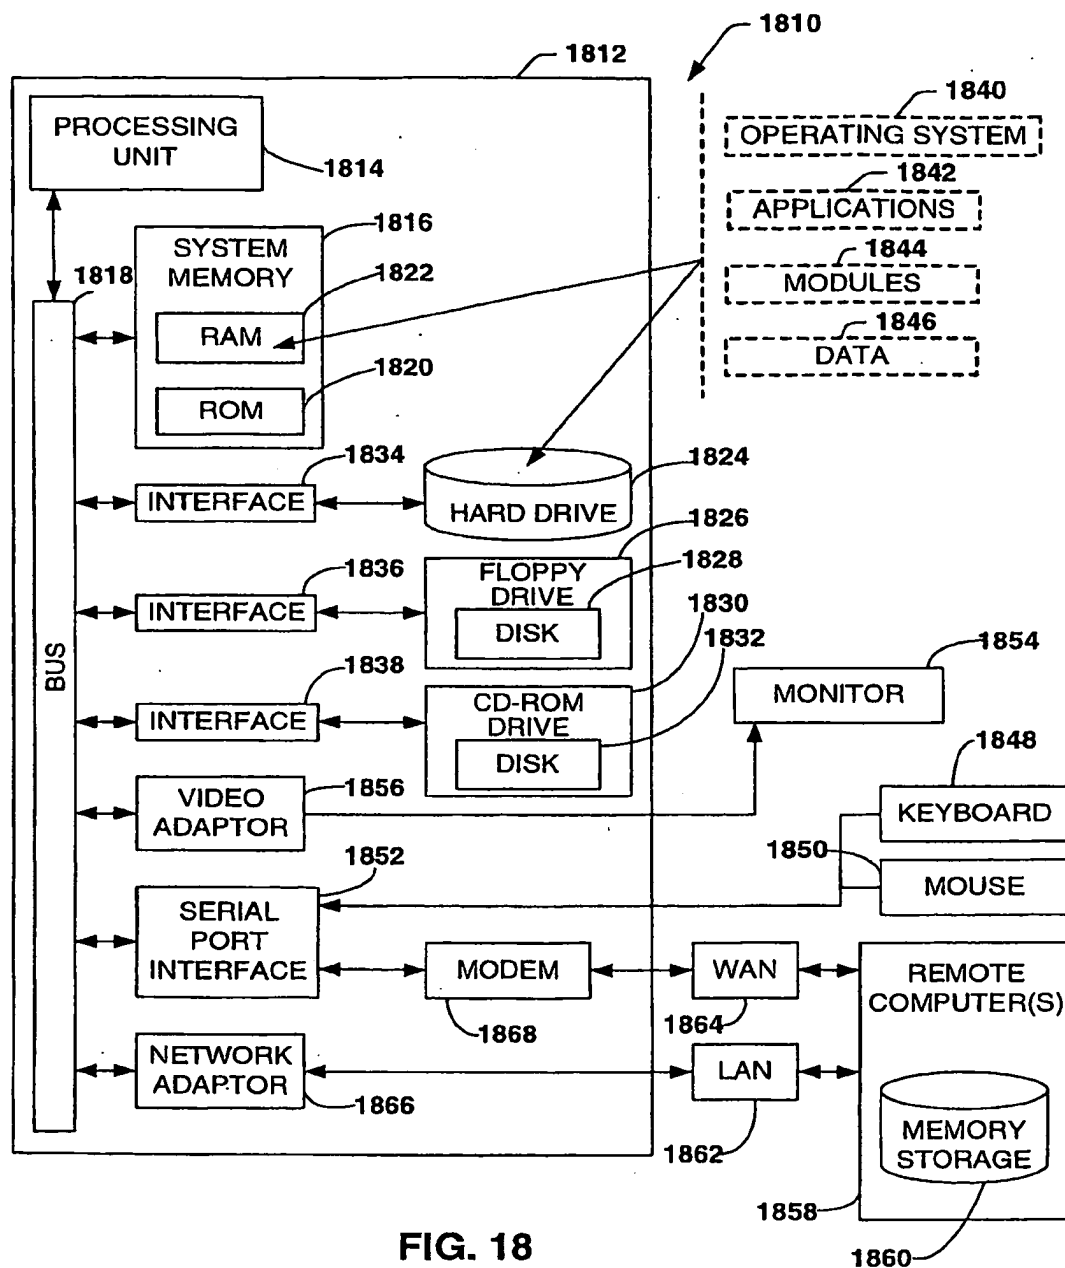 1810
1812
1840
PROCESSING
UNIT
OPERATING SYSTEM
1814
1842
APPLICATIONS
1816
SYSTEM
MEMORY
1844
1818
1822
MODULES
RAM
1846
DATA
1820
ROM
1834
1824
INTERFACE
HARD DRIVE
1826
1836
FLOPPY
DRIVE
1828
INTERFACE
DISK
1830
1832
1838
1854
BUS
CD-ROM
DRIVE
MONITOR
INTERFACE
DISK
1848
1856
VIDEO
ADAPTOR
KEYBOARD
1852
1850
MOUSE
SERIAL
PORT
INTERFACE
MODEM
WAN
REMOTE
COMPUTER(S)
1868
1864
NETWORK
ADAPTOR
LAN
1866
MEMORY
STORAGE
1862
1858
1860
FIG. 18